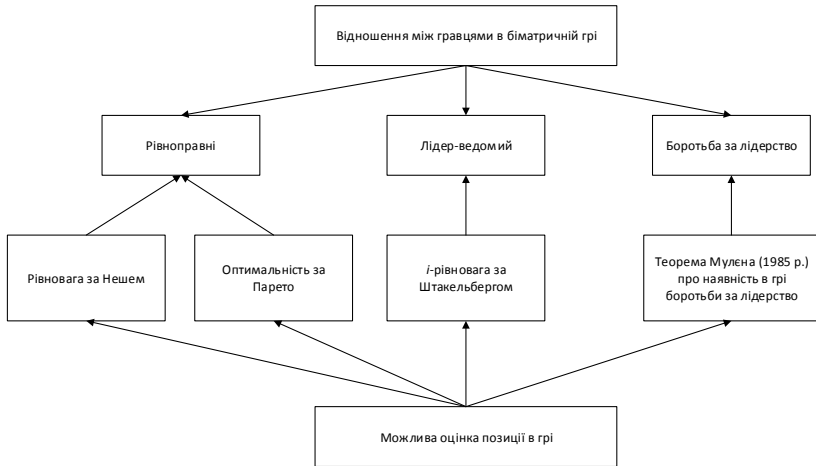 Відношення між гравцями в біматричній грі
Рівноправні
Лідер-ведомий
Боротьба за лідерство
Рівновага за Нешем
Оптимальність за
Парето
i-рівновага за
Штакельбергом
Теорема Мулєна (1985 р.)
про наявність в грі
боротьби за лідерство
Можлива оцінка позиції в грі